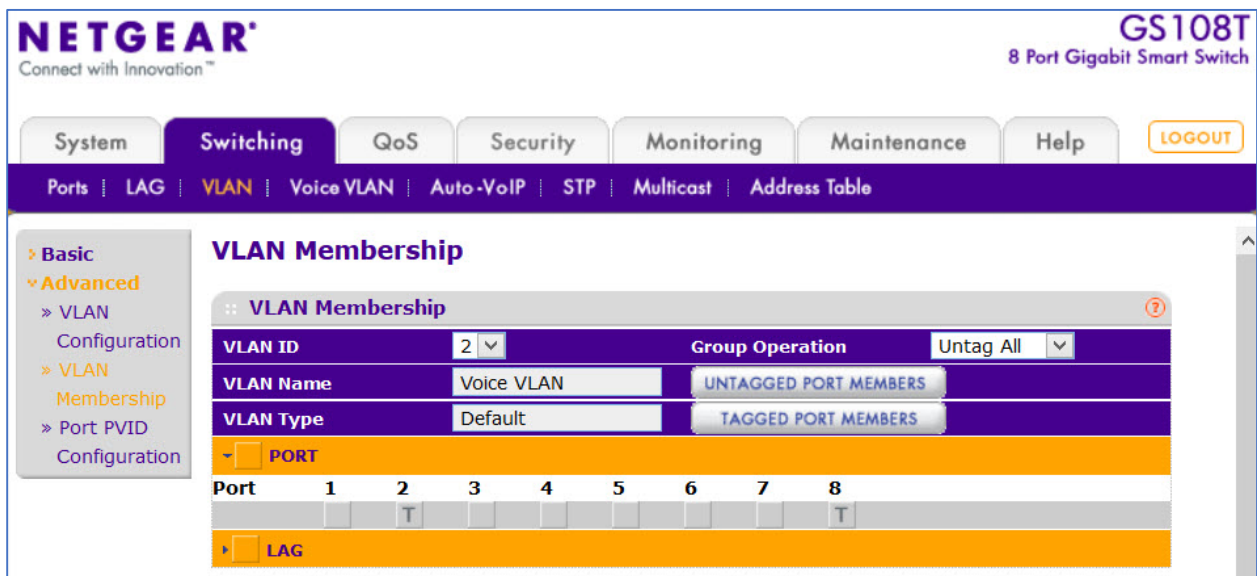 NETGEAR®
Connect with Innovation™
GS108T
8 Port Gigabit Smart Switch
System Switching QoS Security Monitoring Maintenance Help LOGOUT
Ports LAG VLAN Voice VLAN Auto-VoIP STP Multicast Address Table
Basic
Advanced
» VLAN
Configuration
» VLAN
Membership
» Port PVID
Configuration
VLAN Membership
VLAN Membership ?
VLAN ID 2 Group Operation Untag All
VLAN Name Voice VLAN UNTAGGED PORT MEMBERS
VLAN Type Default TAGGED PORT MEMBERS
PORT
Port 1 2 3 4 5 6 7 8
T T
LAG